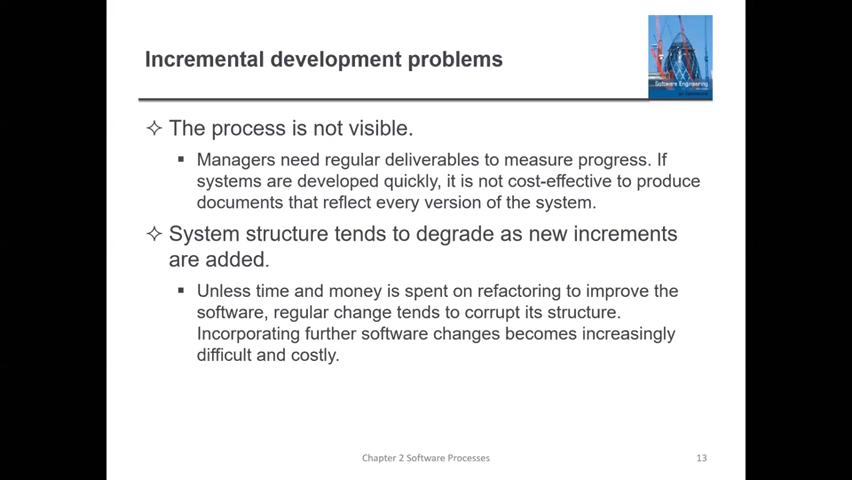 Incremental development problems
Software Engineering
The process is not visible.
Managers need regular deliverables to measure progress. If
systems are developed quickly, it is not cost-effective to produce
documents that reflect every version of the system.
System structure tends to degrade as new increments
are added.
Unless time and money is spent on refactoring to improve the
software, regular change tends to corrupt its structure.
Incorporating further software changes becomes increasingly
difficult and costly.
Chapter 2 Software Processes
13